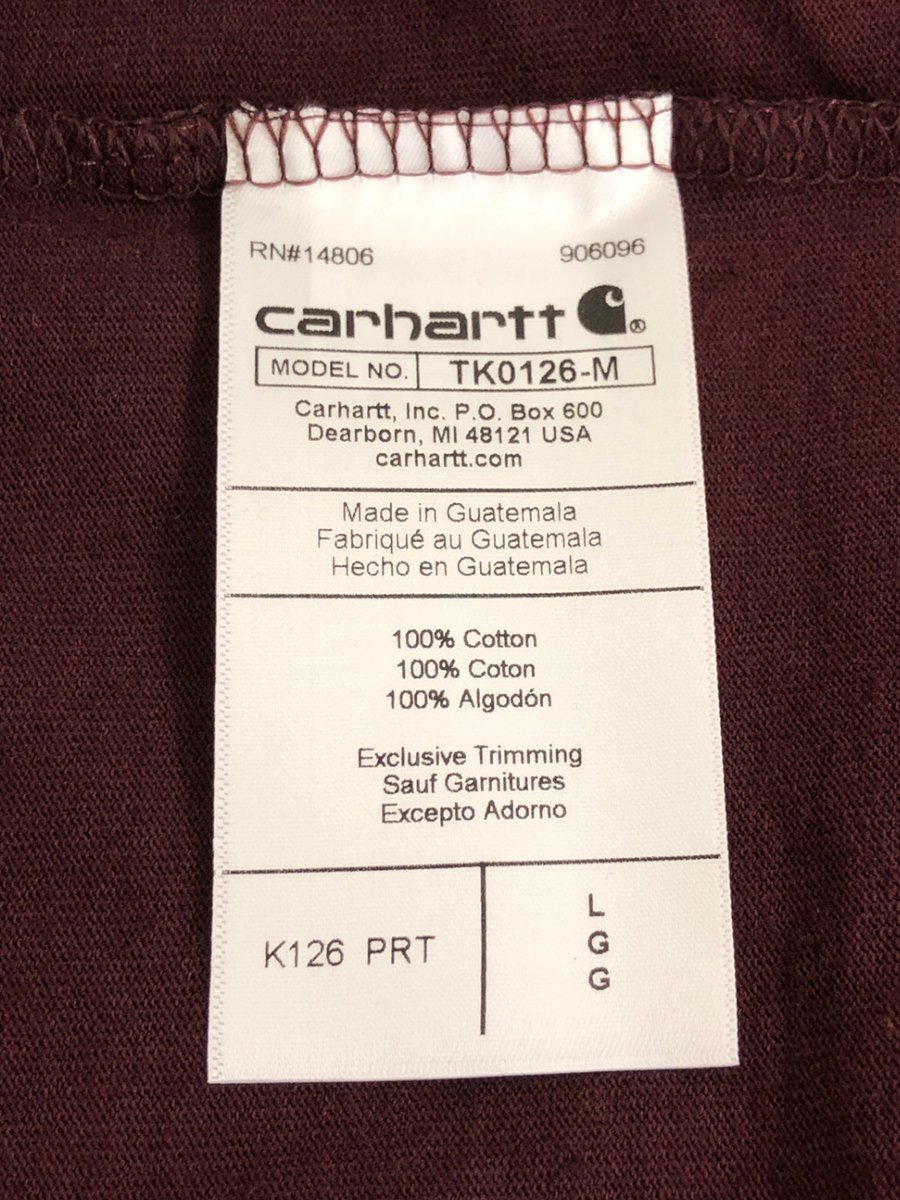 RN#14806 906096
carhartt ®
MODEL NO. TK0126-M
Carhartt, Inc. P.O. Box 600
Dearborn, MI 48121 USA
carhartt.com
Made in Guatemala
Fabriqué au Guatemala
Hecho en Guatemala
100% Cotton
100% Coton
100% Algodón
Exclusive Trimming
Sauf Garnitures
Excepto Adorno
K126 PRT
L
G
G